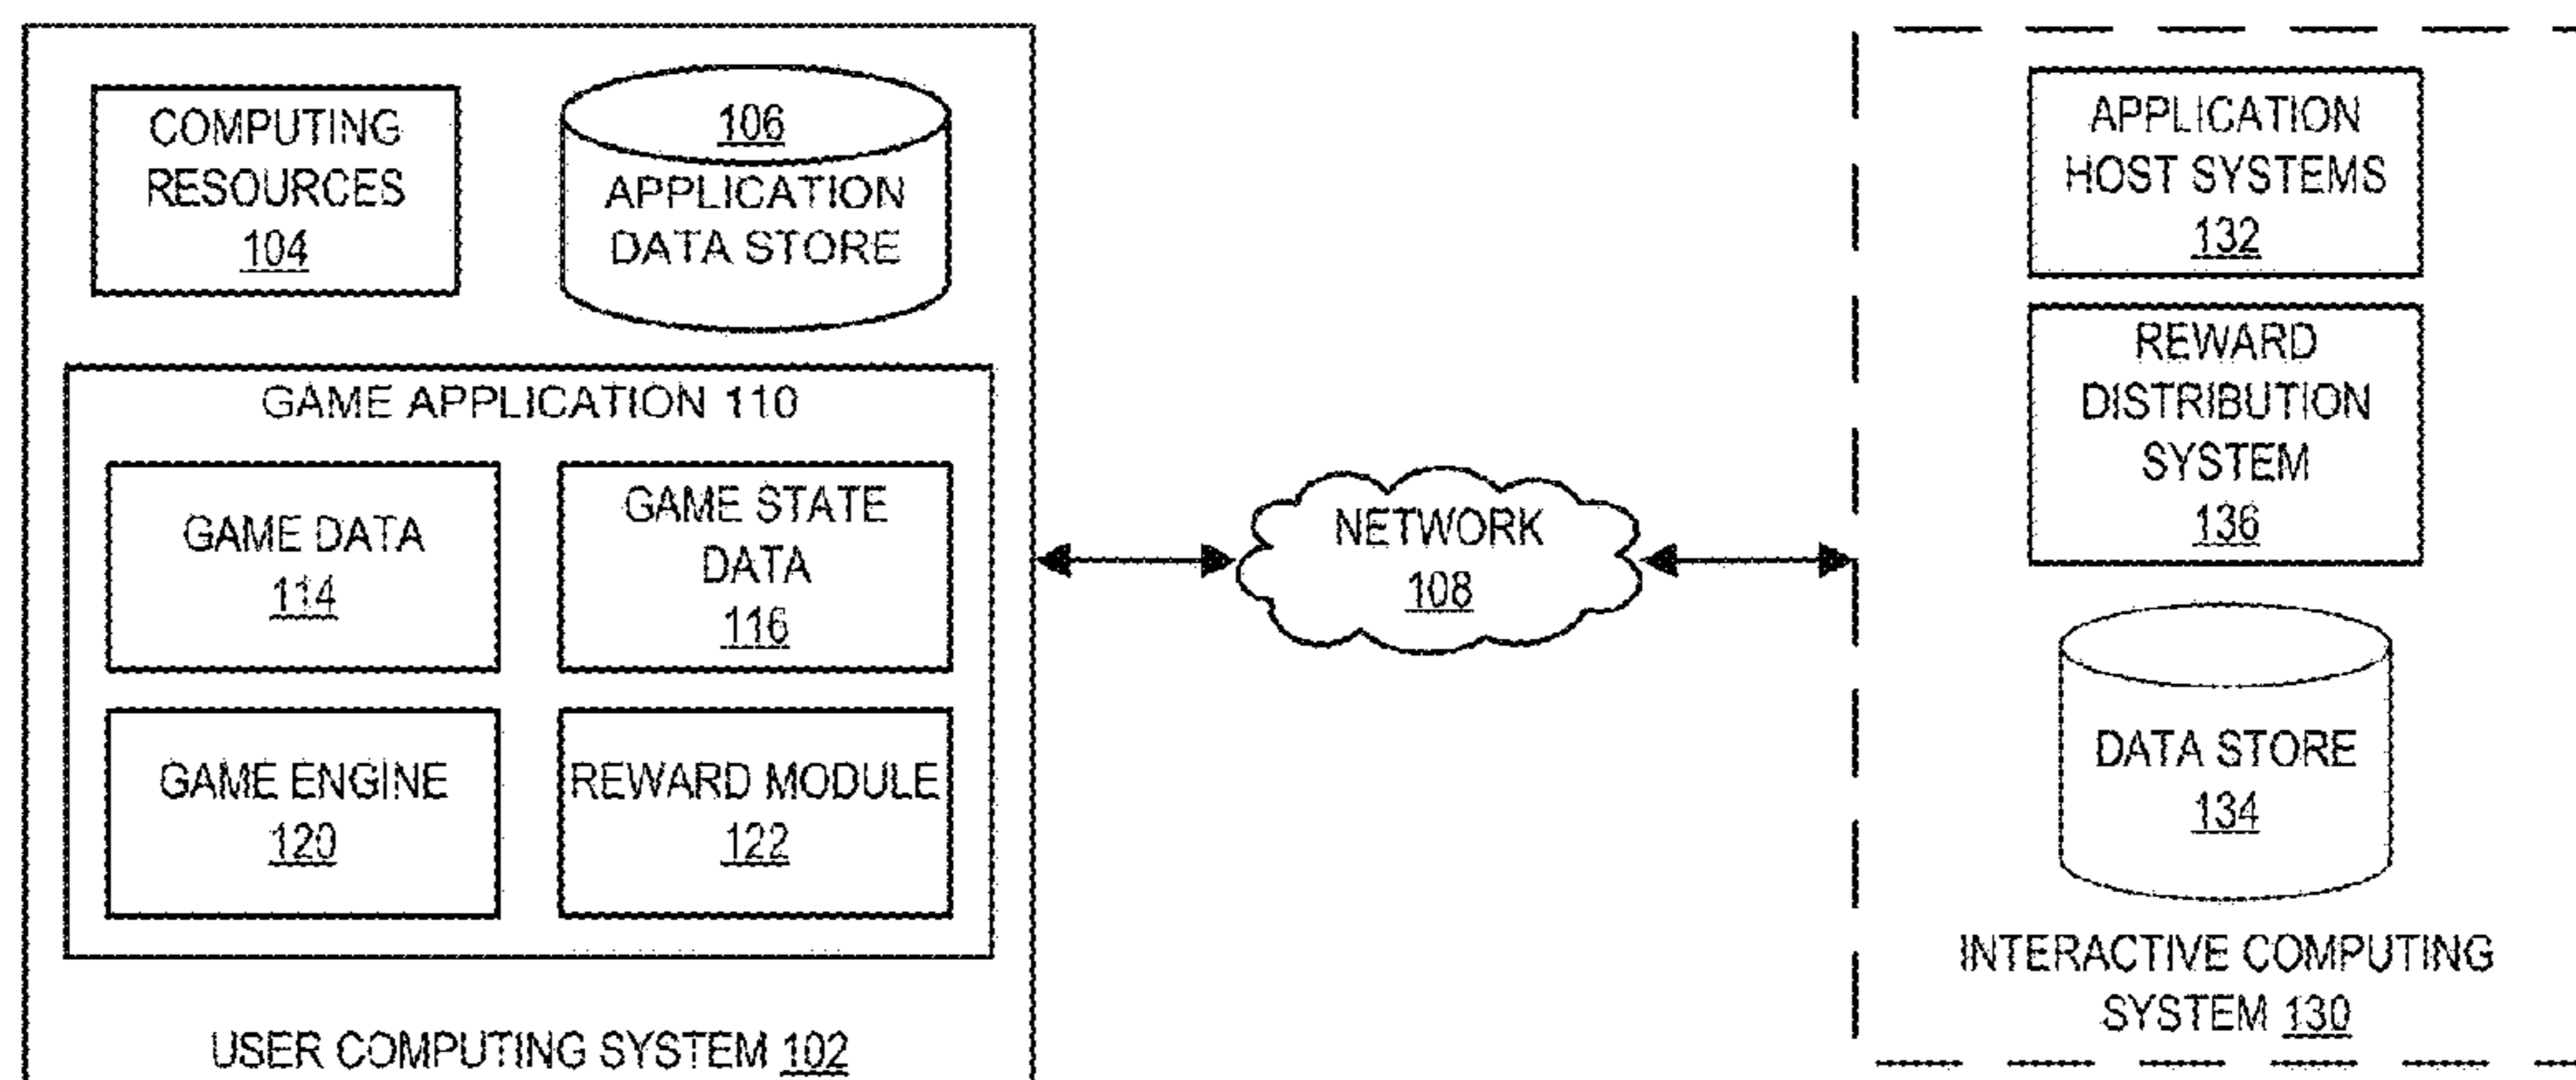 COMPUTING
RESOURCES
104
106
APPLICATION
DATA STORE
GAME APPLICATION 110
GAME DATA
114
GAME STATE
DATA
116
GAME ENGINE
120
REWARD MODULE
122
USER COMPUTING SYSTEM 102
NETWORK
108
APPLICATION
HOST SYSTEMS
132
REWARD
DISTRIBUTION
SYSTEM
136
DATA STORE
134
INTERACTIVE COMPUTING
SYSTEM 130